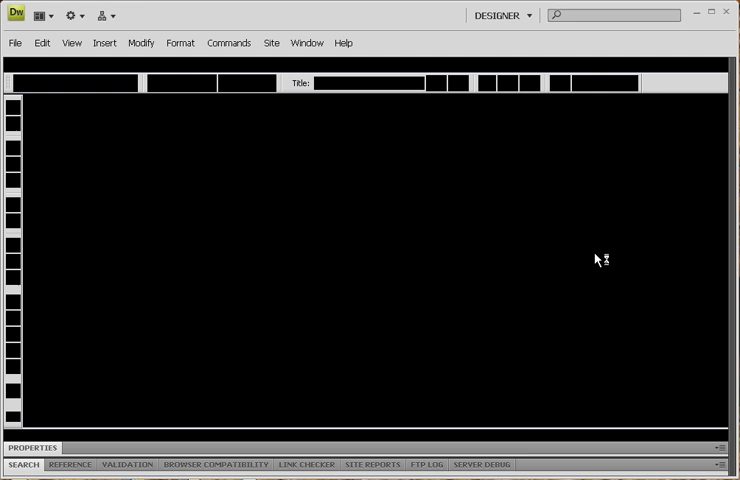 Dw DESIGNER
File Edit View Insert Modify Format Commands Site Window Help
Title:
PROPERTIES
SEARCH REFERENCE VALIDATION BROWSER COMPATIBILITY LINK CHECKER SITE REPORTS FTP LOG SERVER DEBUG